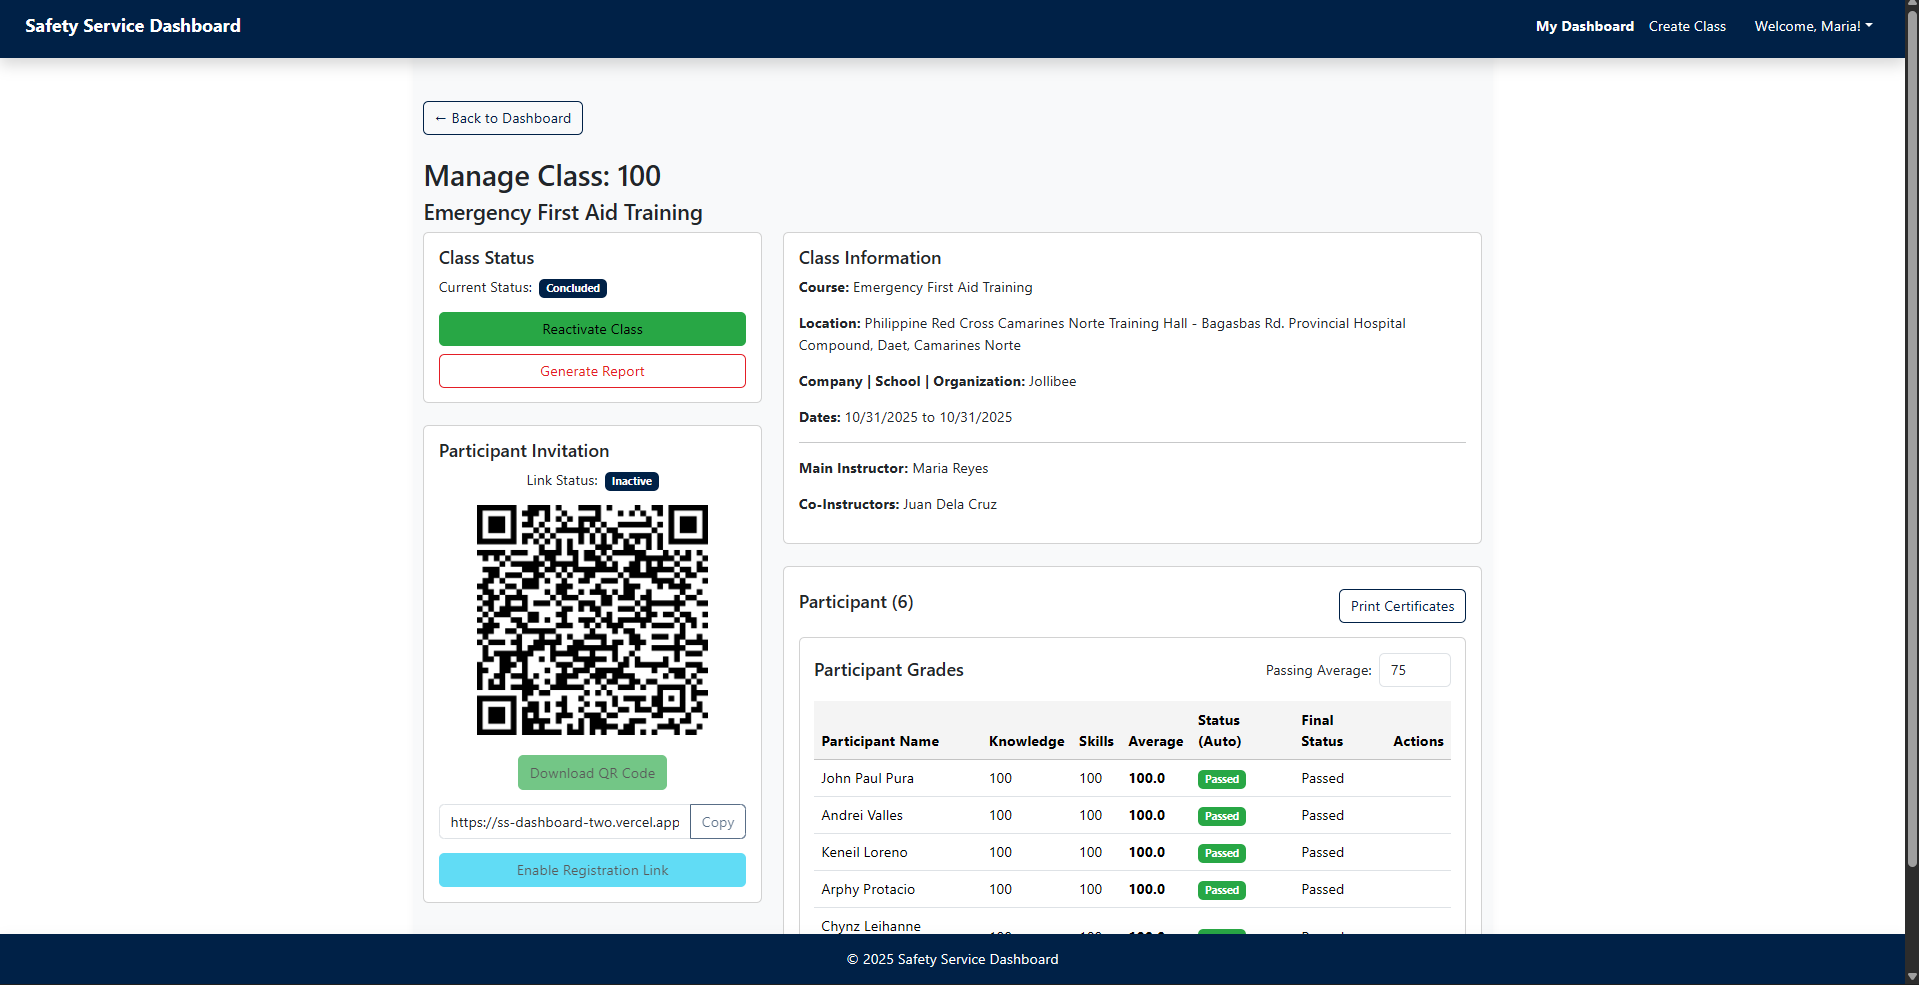 Safety Service Dashboard
My Dashboard Create Class Welcome, Maria!
← Back to Dashboard
Manage Class: 100
Emergency First Aid Training
Class Status
Current Status: Concluded
Reactivate Class
Generate Report
Participant Invitation
Link Status: Inactive
Download QR Code
https://ss-dashboard-two.vercel.app Copy
Enable Registration Link
Class Information
Course: Emergency First Aid Training
Location: Philippine Red Cross Camarines Norte Training Hall - Bagasbas Rd. Provincial Hospital
Compound, Daet, Camarines Norte
Company | School | Organization: Jollibee
Dates: 10/31/2025 to 10/31/2025
Main Instructor: Maria Reyes
Co-Instructors: Juan Dela Cruz
Participant (6)
Print Certificates
Participant Grades
Passing Average: 75
Participant Name Knowledge Skills Average Status (Auto) Final Status Actions
John Paul Pura 100 100 100.0 Passed Passed
Andrei Valles 100 100 100.0 Passed Passed
Keneil Loreno 100 100 100.0 Passed Passed
Arphy Protacio 100 100 100.0 Passed Passed
Chynz Leihanne
© 2025 Safety Service Dashboard